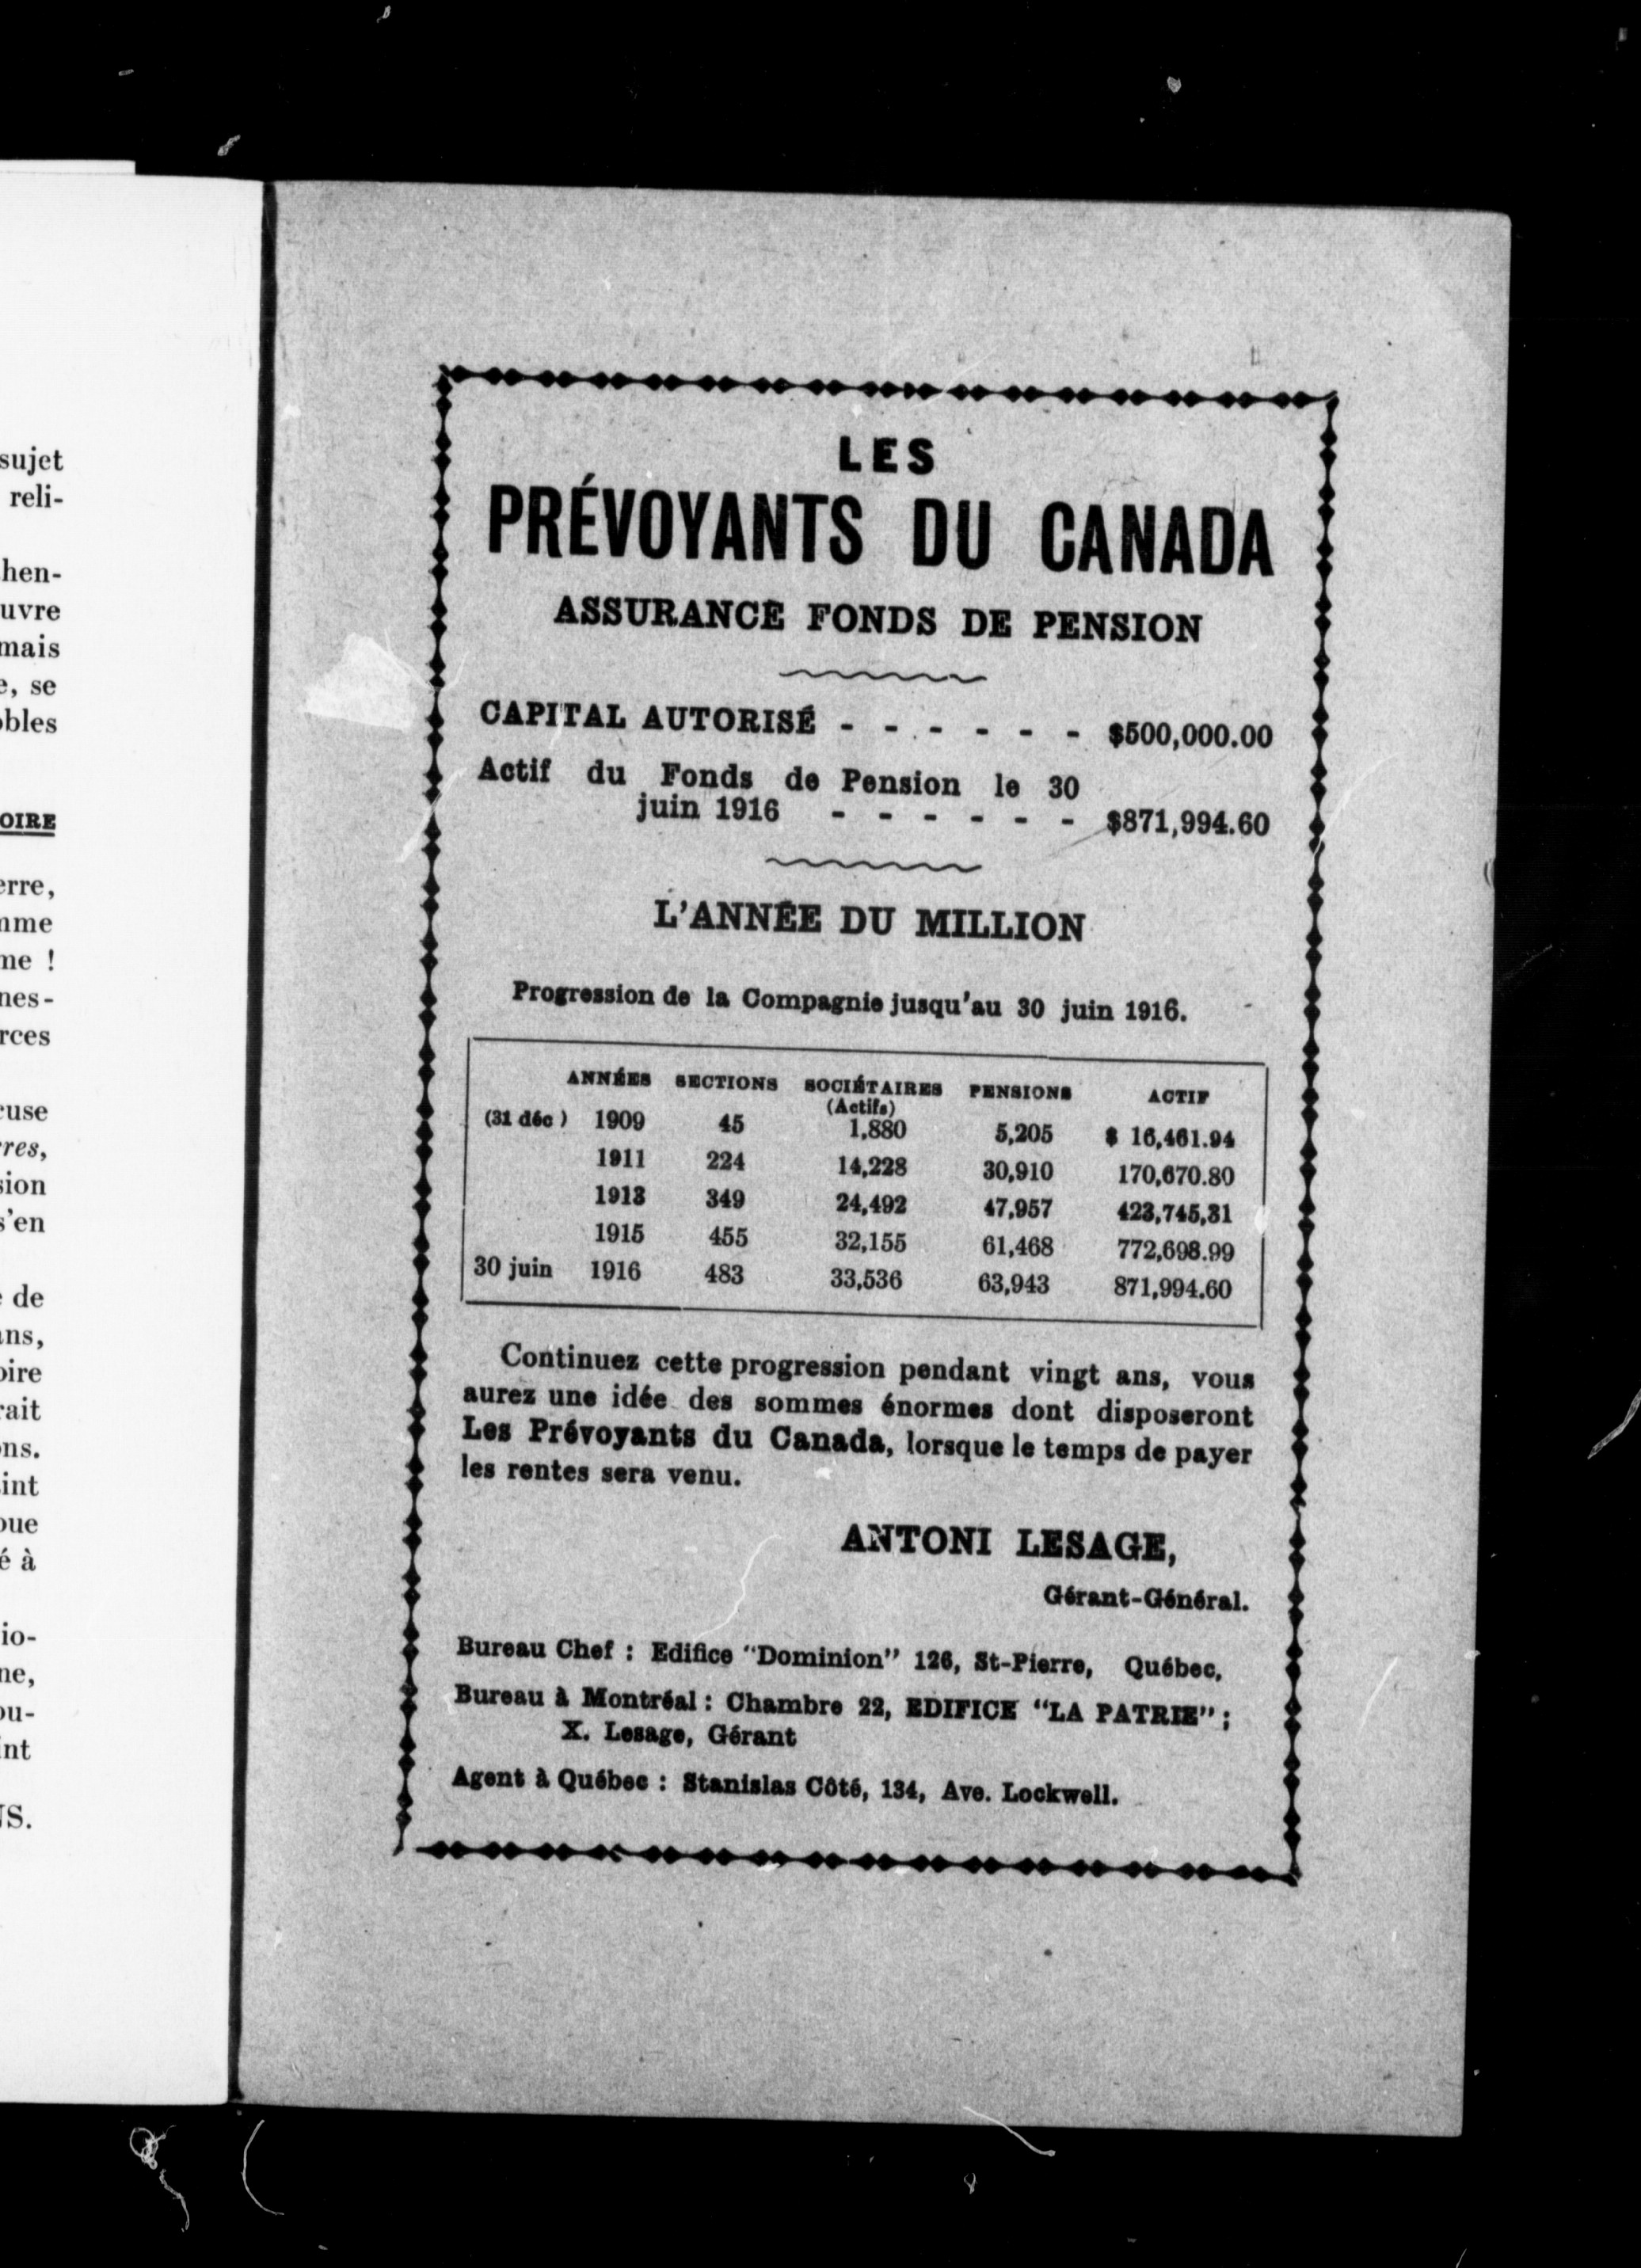 sujet
reli-
hen-
uvre
mais
e, se
obles
OIRE
erre,
mme
me !
nes-
rces
cuse
rres,
sion
s'en
de
ans,
oire
rait
ons.
int
oue
é à
io-
ne,
ou-
int
NS.
LES
PRÉVOYANTS DU CANADA
ASSURANCE FONDS DE PENSION
CAPITAL AUTORISÉ - - - - - - $500,000.00
Actif du Fonds de Pension le 30
juin 1916 - - - - - - $871,994.60
L'ANNÉE DU MILLION
Progression de la Compagnie jusqu'au 30 juin 1916.
ANNÉES SECTIONS SOCIÉTAIRES PENSIONS ACTIF
(Actifs)
(31 déc ) 1909 45 1,880 5,205 $ 16,461.94
1911 224 14,228 30,910 170,670.80
1913 349 24,492 47,957 423,745,31
1915 455 32,155 61,468 772,698.99
30 juin 1916 483 33,536 63,943 871,994.60
Continuez cette progression pendant vingt ans, vous
aurez une idée des sommes énormes dont disposeront
Les Prévoyants du Canada, lorsque le temps de payer
les rentes sera venu.
ANTONI LESAGE,
Gérant-Général.
Bureau Chef : Edifice "Dominion" 126, St-Pierre, Québec,
Bureau à Montréal : Chambre 22, EDIFICE "LA PATRIE" ;
X. Lesage, Gérant
Agent à Québec : Stanislas Côté, 134, Ave. Lockwell.